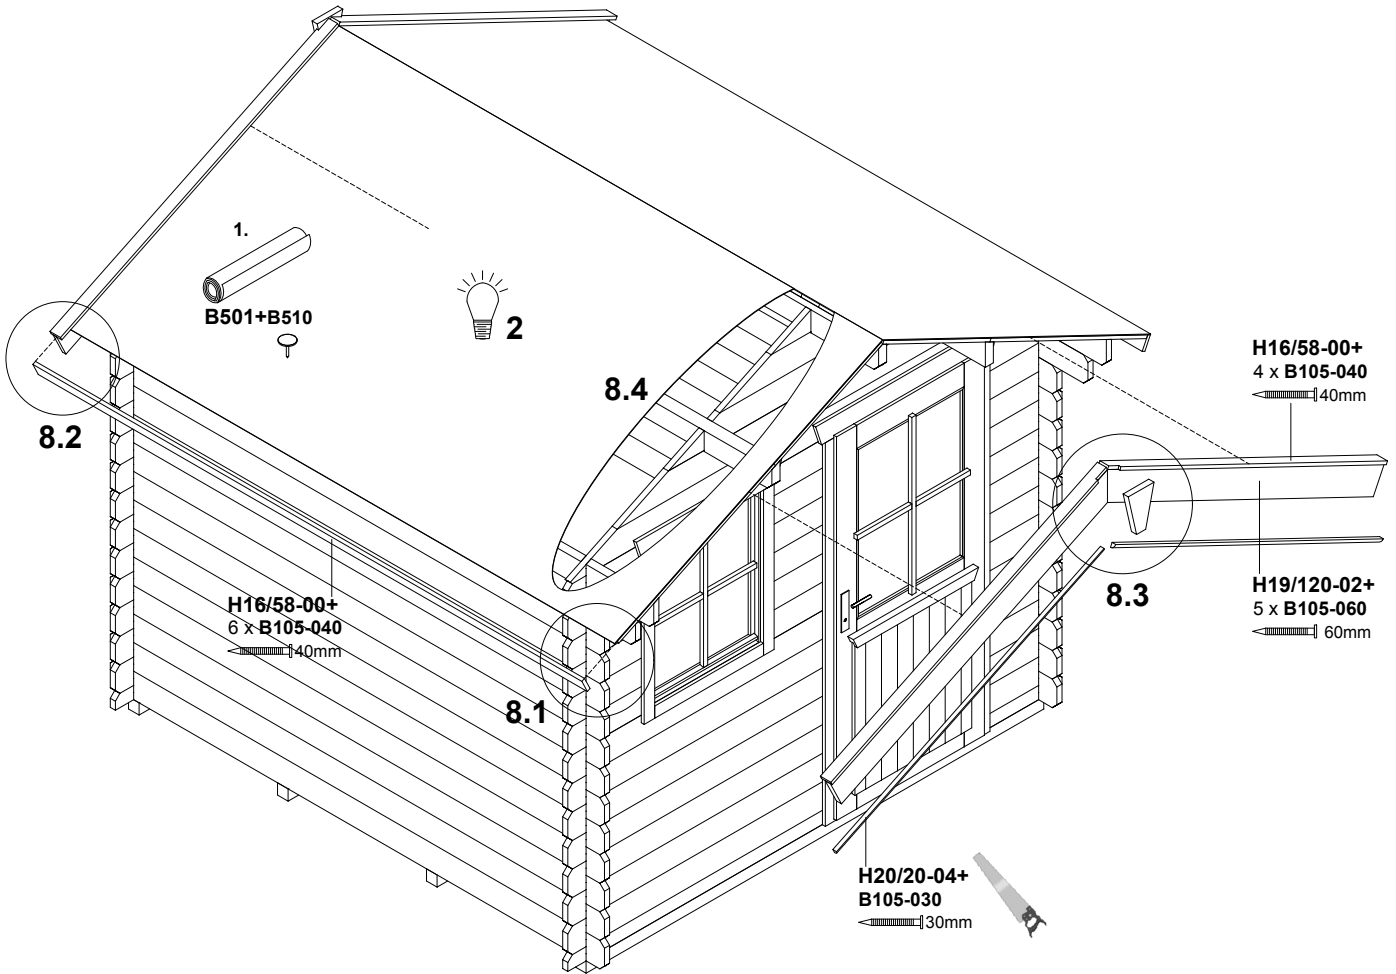 1.
B501+B510
2
8.4
8.2
H16/58-00+
4 x B105-040
40mm
8.3
H19/120-02+
5 x B105-060
60mm
H16/58-00+
6 x B105-040
40mm
8.1
H20/20-04+
B105-030
30mm